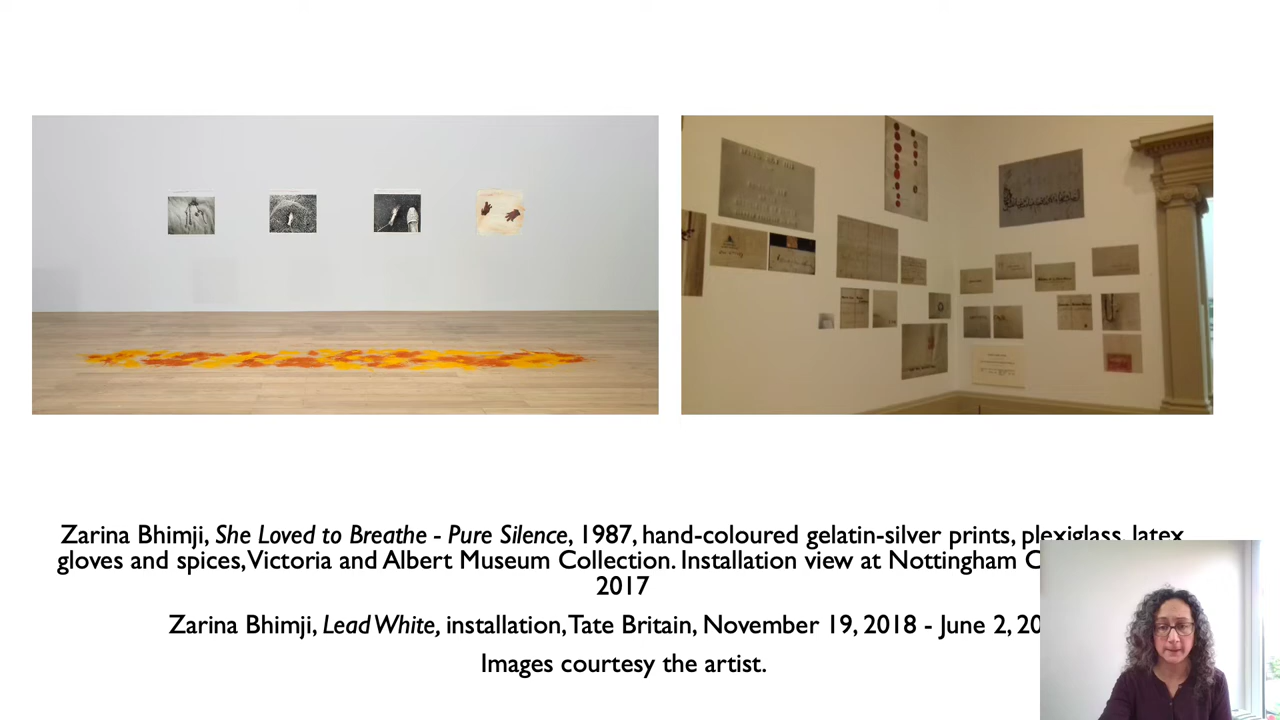 Zarina Bhimji, She Loved to Breathe - Pure Silence, 1987, hand-coloured gelatin-silver prints, plexiglass, latex
gloves and spices, Victoria and Albert Museum Collection. Installation view at Nottingham
2017
Zarina Bhimji, Lead White, installation, Tate Britain, November 19, 2018 - June 2,
Images courtesy the artist.